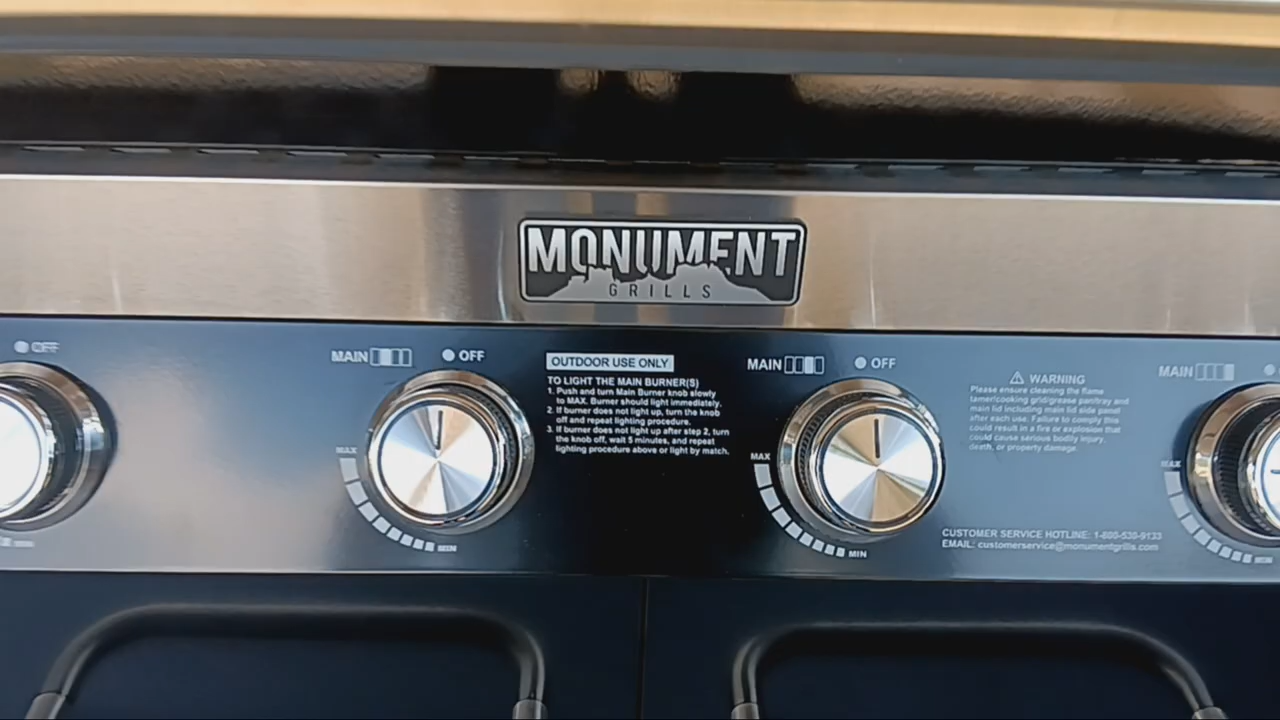 MONUMENT
GRILLS
OFF
MAIN
OFF
MAX
MIN
OUTDOOR USE ONLY
TO LIGHT THE MAIN BURNER(S)
1. Push and turn Main Burner knob slowly
to MAX. Burner should light immediately.
2. If burner does not light up, turn the knob
off and repeat lighting procedure.
3. If burner does not light up after step 2, turn
the knob off, wait 5 minutes, and repeat
lighting procedure above or light by match.
MAIN
OFF
MAX
MIN
WARNING
Please ensure cleaning the flame
tamer/cooking grid/grease pan/tray and
main lid including main lid side panel
after each use. Failure to comply this
could result in a fire or explosion that
could cause serious bodily injury,
death, or property damage.
CUSTOMER SERVICE HOTLINE: 1-800-539-9133
EMAIL: customerservice@monumentgrills.com
MAIN
MAX
MIN